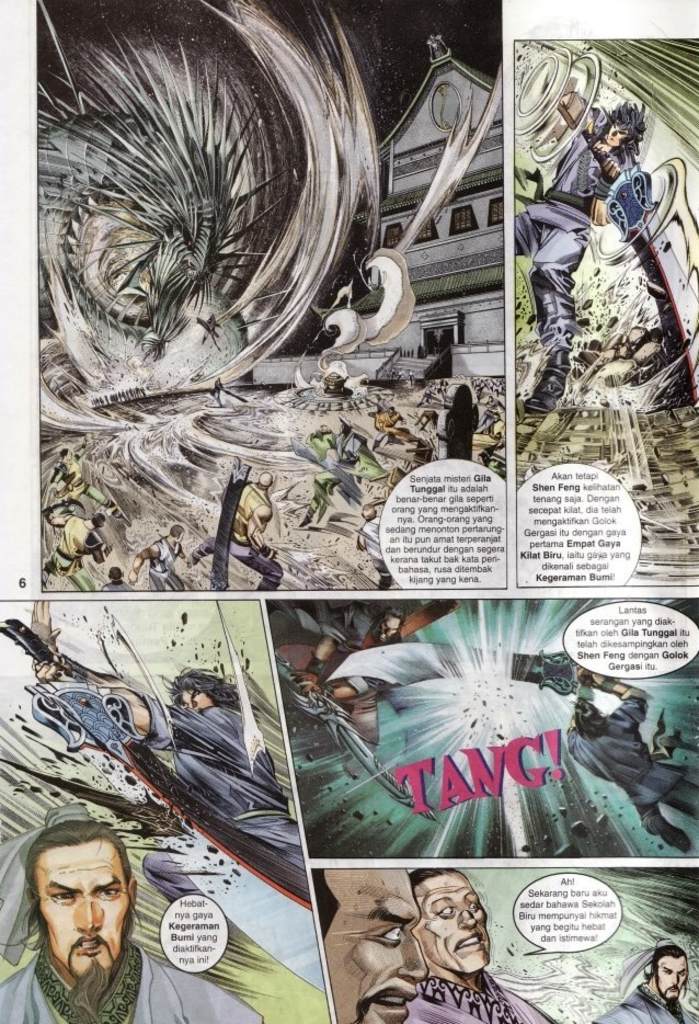 Senjata misteri Gila
Tunggal itu adalah
benar-benar gila seperti
orang yang mengaktifkan-
nya. Orang-orang yang
sedang menonton pertarung-
an itu pun amat terperanjat
dan berundur dengan segera
kerana takut bak kata peri-
bahasa, rusa ditembak
kijang yang kena.
Akan tetapi
Shen Feng kelihatan
tenang saja. Dengan
cepat kilat, dia telah
mengaktifkan Golok
Gergasi itu dengan gaya
pertama Empat Gaya
Kilat Biru, iaitu gaya yang
dikenali sebagai
Kegeraman Bumi!
6
Hebat-
nya gaya
Kegeraman
Bumi yang
diaktifkan-
nya ini!
Lantas
serangan yang diak-
tifkan oleh Gila Tunggal itu
telah dikesampingkan oleh
Shen Feng dengan Golok
Gergasi itu.
TANG!
Ah!
Sekarang baru aku
sedar bahawa Sekolah
Biru mempunyai hikmat
yang begitu hebat
dan istimewa!